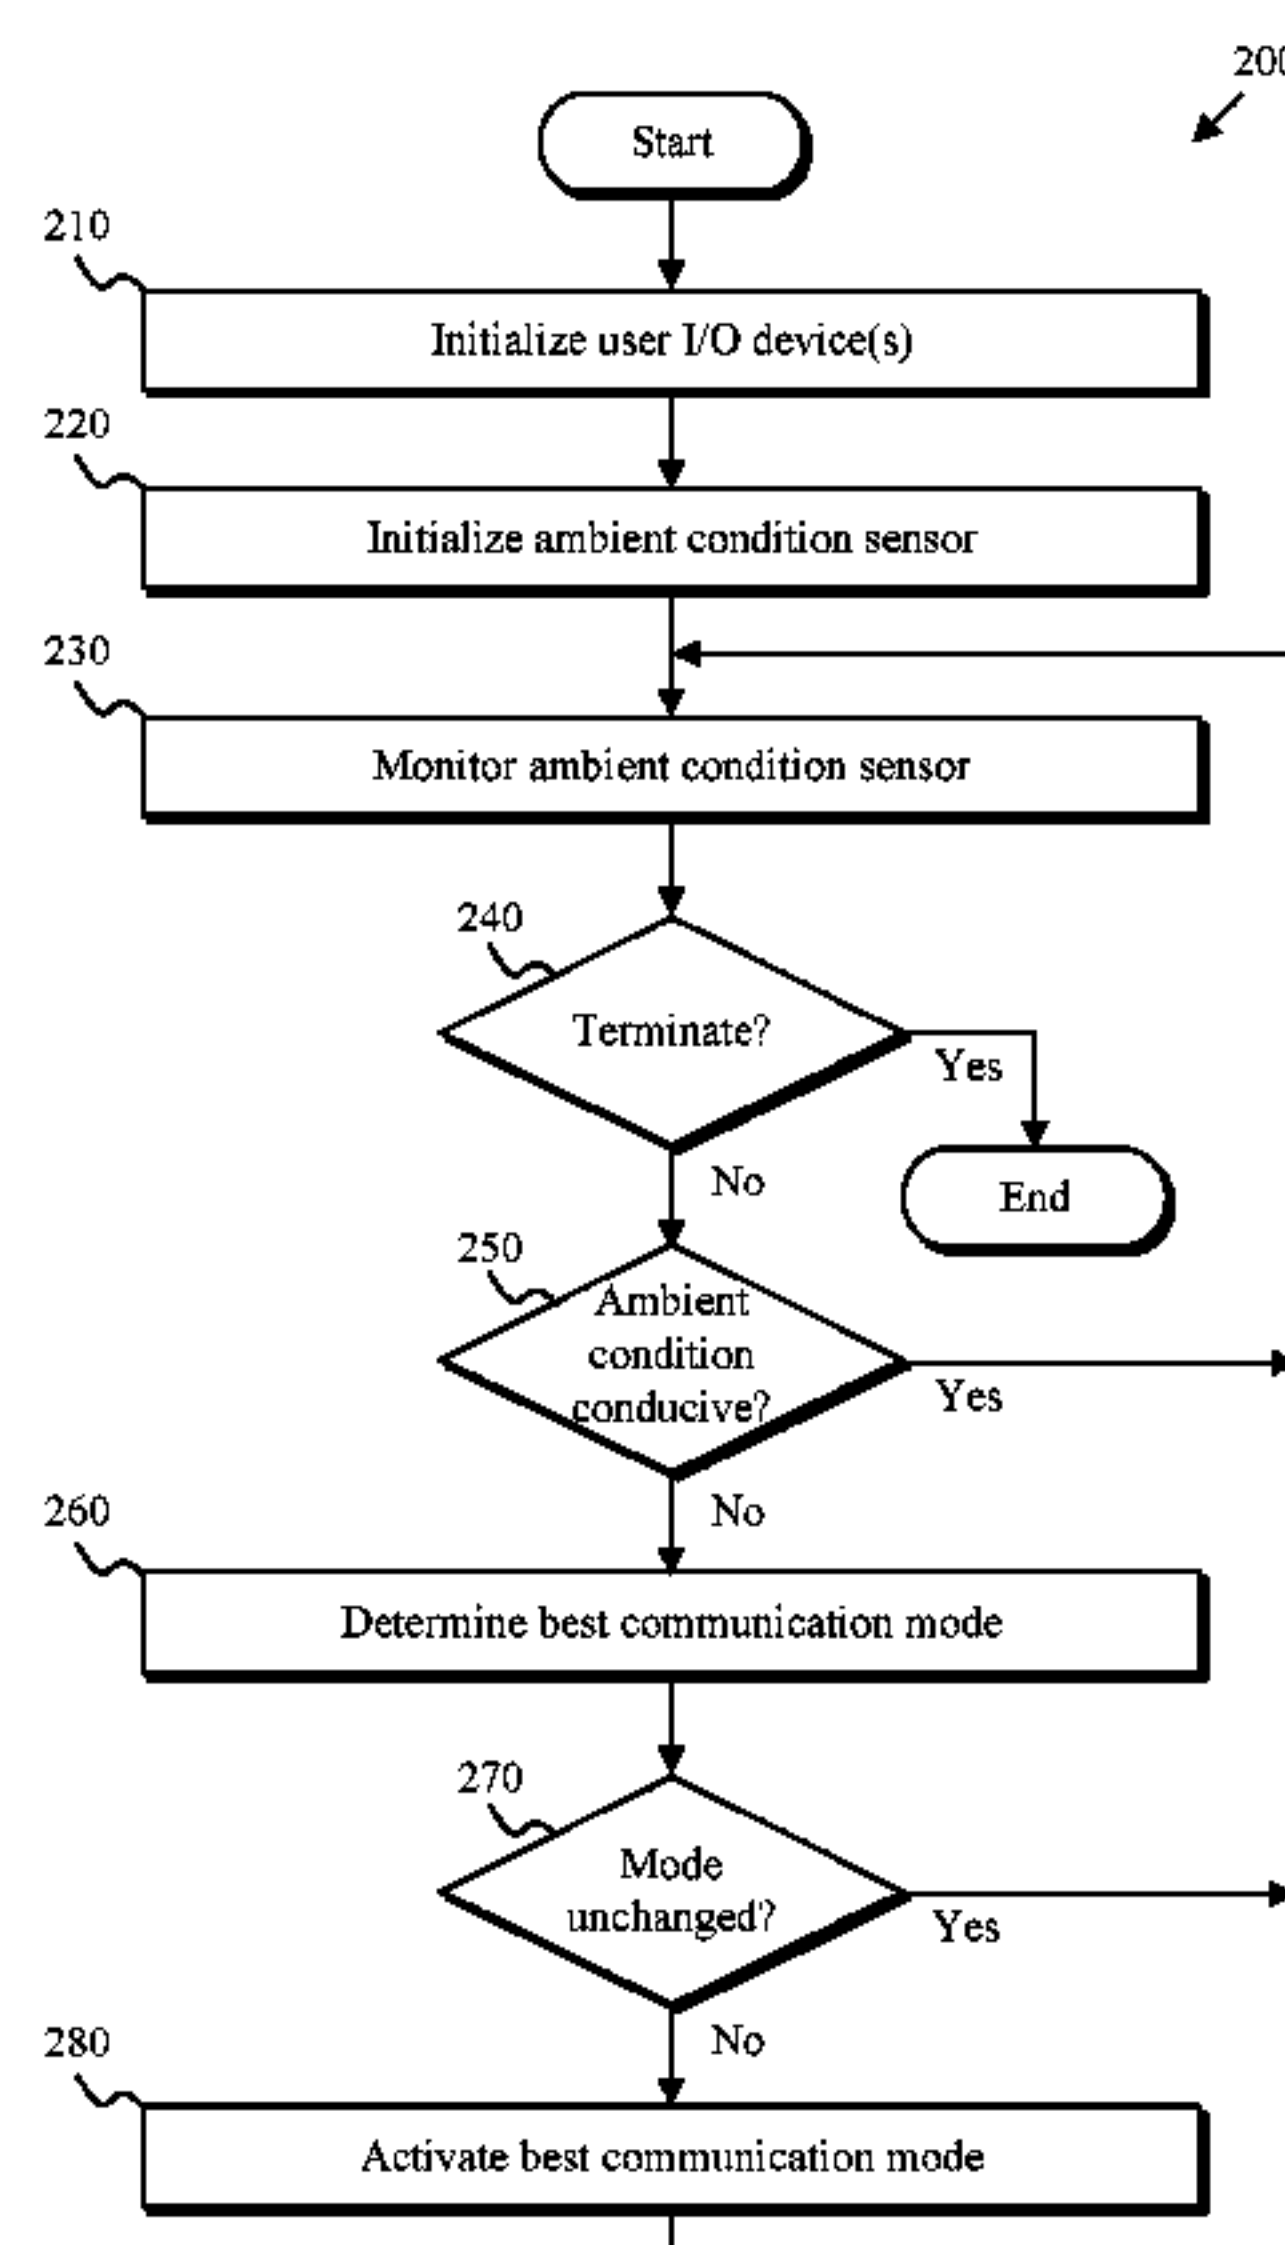 200
Start
210
Initialize user I/O device(s)
220
Initialize ambient condition sensor
230
Monitor ambient condition sensor
240
Terminate?
Yes
No
End
250
Ambient
condition
conducive?
Yes
No
260
Determine best communication mode
270
Mode
unchanged?
Yes
No
280
Activate best communication mode